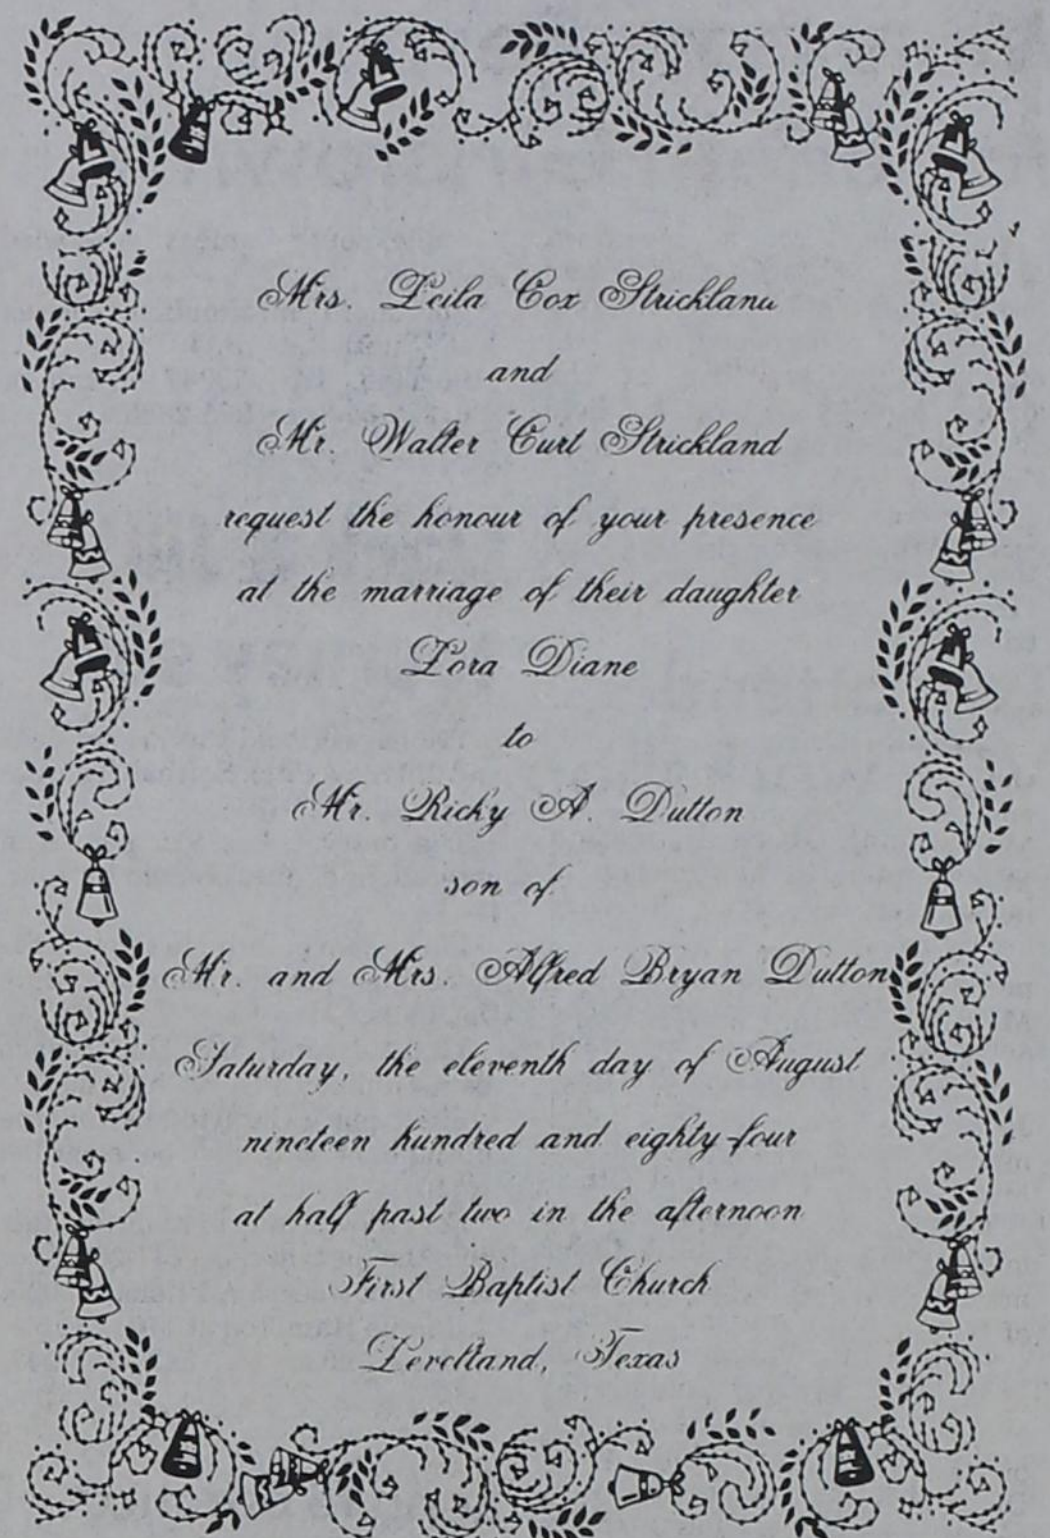 Mrs. Leila Cox Strickland
and
Mr. Walter Curt Strickland
request the honour of your presence
at the marriage of their daughter
Lora Diane
to
Mr. Ricky A. Dutton
son of
Mr. and Mrs. Alfred Bryan Dutton
Saturday, the eleventh day of August
nineteen hundred and eighty-four
at half past two in the afternoon
First Baptist Church
Levelland, Texas